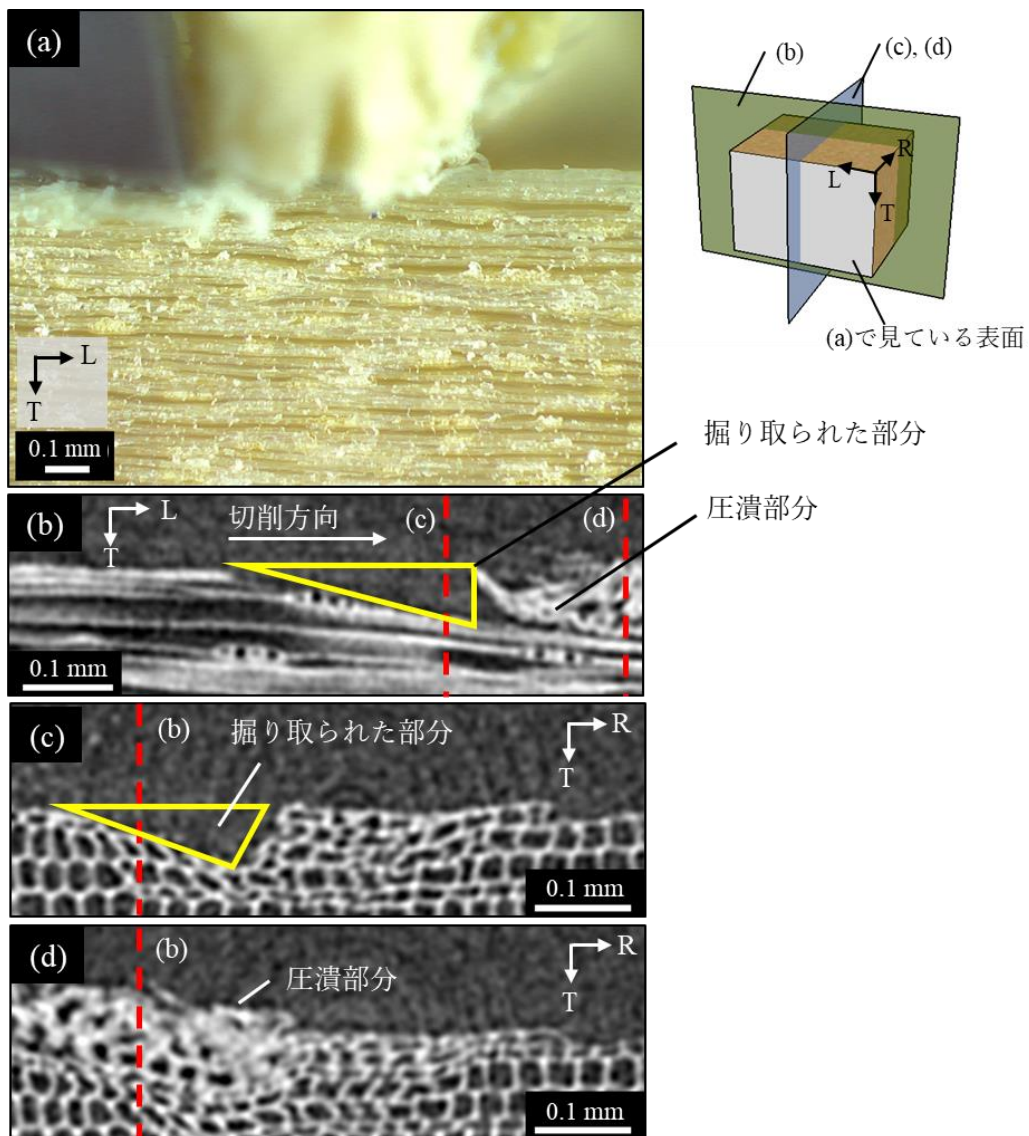 (a)
L
T
0.1 mm
(b)
(c), (d)
R
L
T
(a)で見ている表面
掘り取られた部分
圧潰部分
(b)
L
T
切削方向
(c)
(d)
0.1 mm
(c)
(b)
掘り取られた部分
R
T
0.1 mm
(d)
(b)
圧潰部分
R
T
0.1 mm